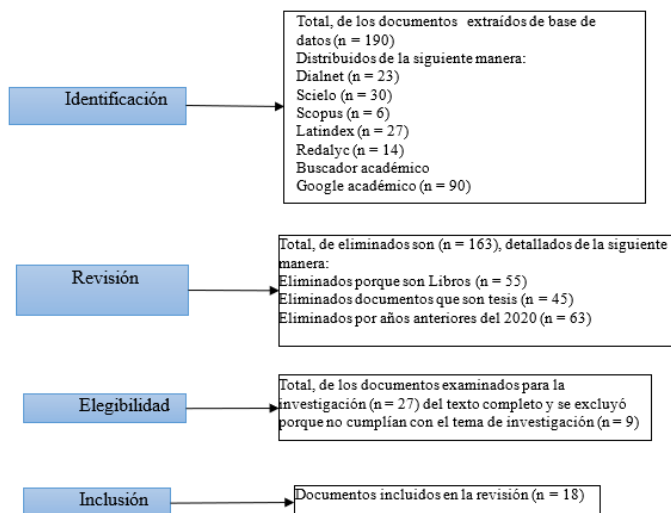 Identificación
Total, de los documentos extraídos de base de
datos (n = 190)
Distribuidos de la siguiente manera:
Dialnet (n = 23)
Scielo (n = 30)
Scopus (n = 6)
Latindex (n = 27)
Redalyc (n = 14)
Buscador académico
Google académico (n = 90)
Revisión
Total, de eliminados son (n = 163), detallados de la siguiente
manera:
Eliminados porque son Libros (n = 55)
Eliminados documentos que son tesis (n = 45)
Eliminados por años anteriores del 2020 (n = 63)
Elegibilidad
Total, de los documentos examinados para la
investigación (n = 27) del texto completo y se excluyó
porque no cumplían con el tema de investigación (n = 9)
Inclusión
Documentos incluidos en la revisión (n = 18)